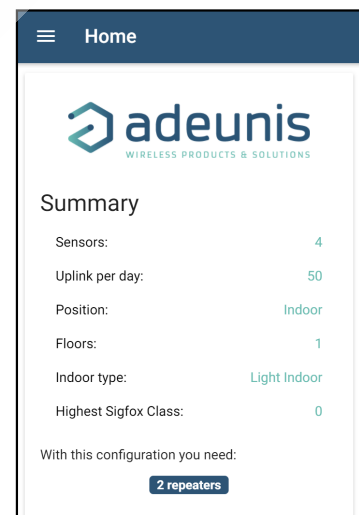 Home
adeunis
WIRELESS PRODUCTS & SOLUTIONS
Summary
Sensors: 4
Uplink per day: 50
Position: Indoor
Floors: 1
Indoor type: Light Indoor
Highest Sigfox Class: 0
With this configuration you need:
2 repeaters